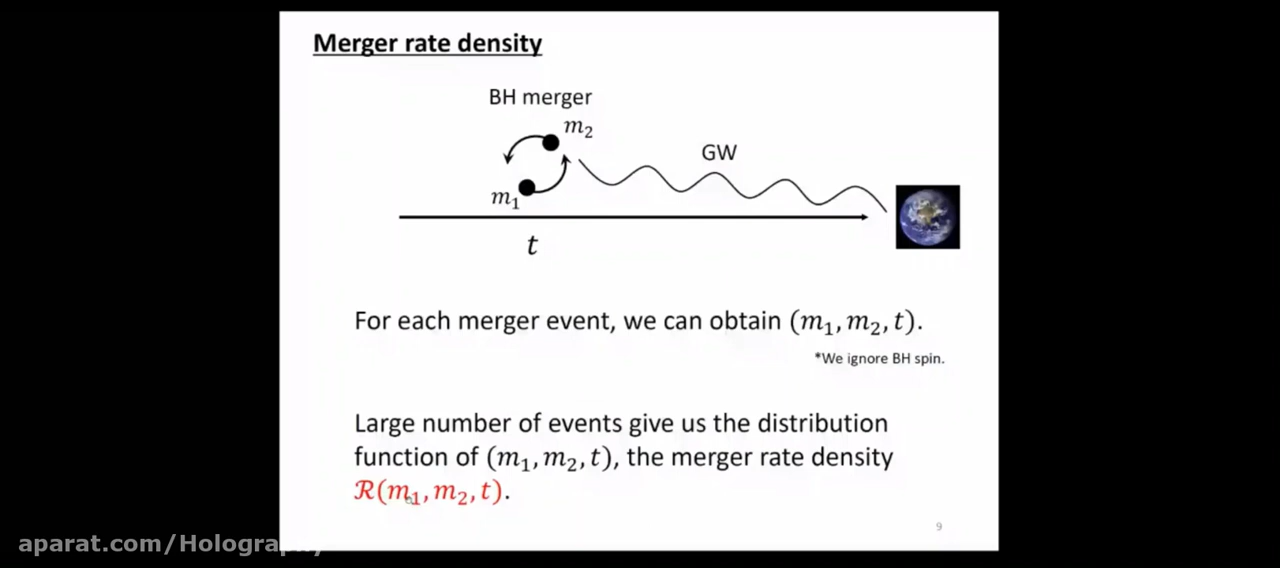 Merger rate density
BH merger
m₂
GW
m₁
t
For each merger event, we can obtain (m₁, m₂, t).
*We ignore BH spin.
Large number of events give us the distribution
function of (m₁, m₂, t), the merger rate density
ℛ(m₁, m₂, t).
9
aparat.com/Holography